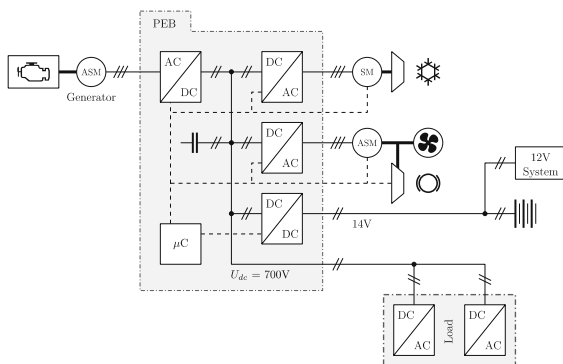 PEB
AC
DC
DC
AC
ASM
Generator
SM
DC
AC
ASM
12V
System
DC
DC
14V
μC
U_dc = 700V
DC
AC
Load
DC
AC